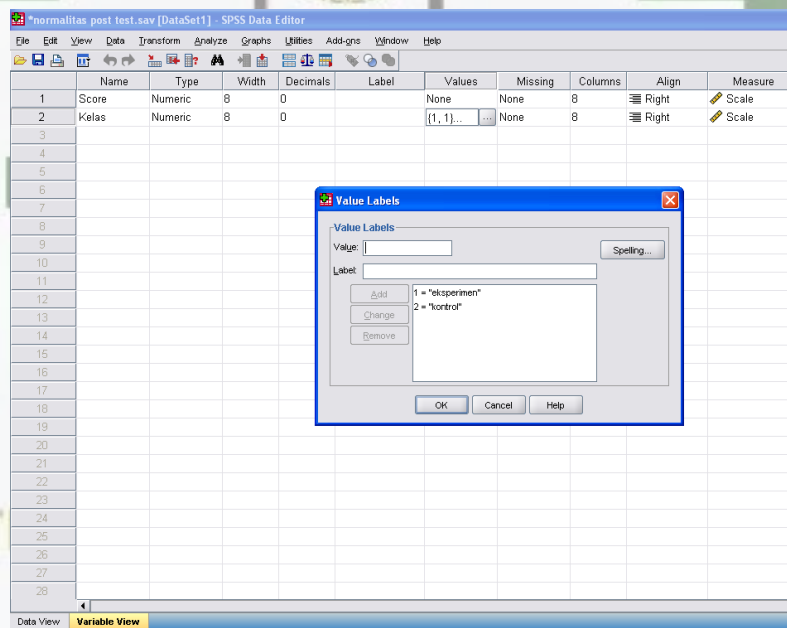 *normalitas post test.sav [DataSet1] - SPSS Data Editor
File Edit View Data Transform Analyze Graphs Utilities Add-ons Window Help
Name Type Width Decimals Label Values Missing Columns Align Measure
1 Score Numeric 8 0 None None 8 Right Scale
2 Kelas Numeric 8 0 {1, 1}... ... None 8 Right Scale
3
4
5
6
7
8
9
10
11
12
13
14
15
16
17
18
19
20
21
22
23
24
25
26
27
28
Value Labels
Value Labels
Value: Spelling...
Label:
Add 1 = "eksperimen"
Change 2 = "kontrol"
Remove
OK Cancel Help
Data View Variable View